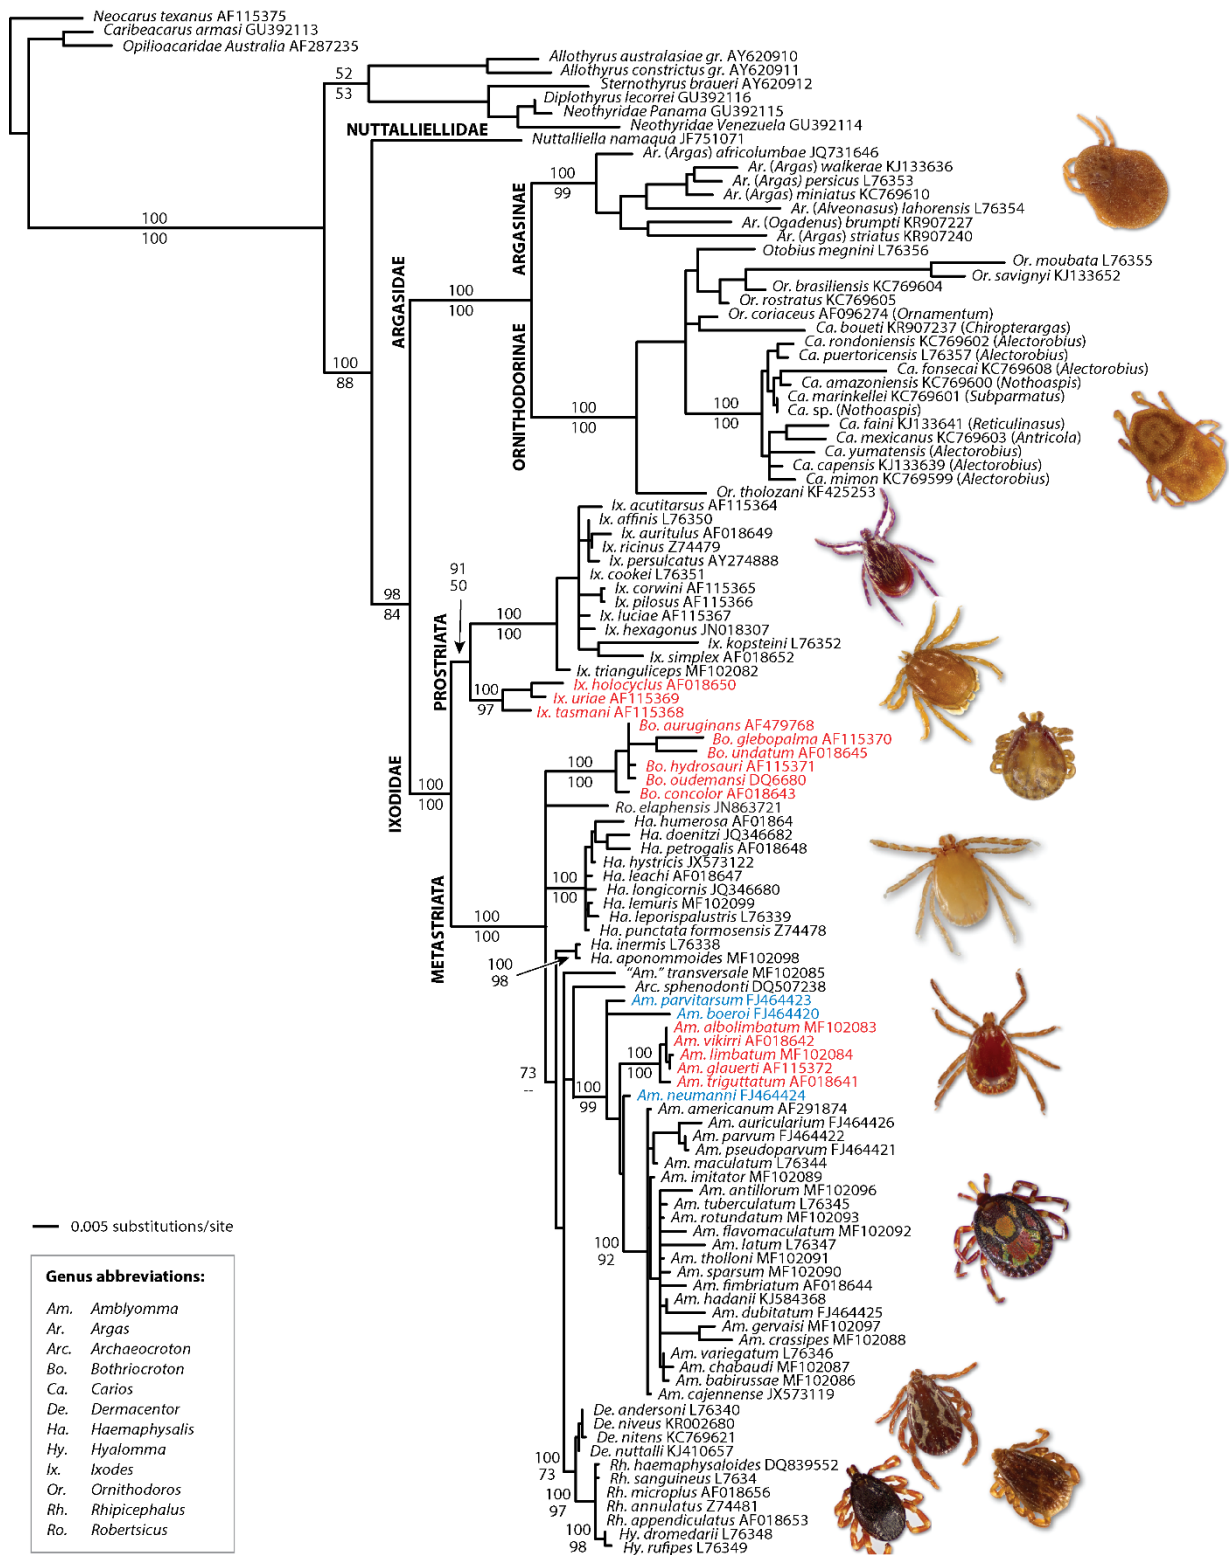 Neocarus texanus AF115375
Caribeacarus armasi GU392113
Opilioacaridae Australia AF287235
Allothyrus australasiae gr. AY620910
Allothyrus constrictus gr. AY620911
52
53
Sternothyrus braueri AY620912
Diplothyrus lecorrei GU392116
Neothyridae Panama GU392115
Neothyridae Venezuela GU392114
NUTTALLIELLIDAE
Nuttalliella namaqua JF751071
Ar. (Argas) africolumbae JQ731646
Ar. (Argas) walkerae KJ133636
Ar. (Argas) persicus L76353
Ar. (Argas) miniatus KC769610
Ar. (Alveonasus) lahorensis L76354
Ar. (Ogadenus) brumpti KR907227
Ar. (Argas) striatus KR907240
100
99
ARGASINAE
100
100
Otobius megnini L76356
Or. moubata L76355
Or. savignyi KJ133652
Or. brasiliensis KC769604
Or. rostratus KC769605
Or. coriaceus AF096274 (Ornamentum)
Ca. boueti KR907237 (Chiropterargas)
Ca. rondoniensis KC769602 (Alectorobius)
Ca. puertoricensis L76357 (Alectorobius)
Ca. fonsecai KC769608 (Alectorobius)
Ca. amazoniensis KC769600 (Nothoaspis)
Ca. marinkellei KC769601 (Subparmatus)
Ca. sp. (Nothoaspis)
Ca. faini KJ133641 (Reticulinasus)
Ca. mexicanus KC769603 (Antricola)
Ca. yumatensis (Alectorobius)
Ca. capensis KJ133639 (Alectorobius)
Ca. mimon KC769599 (Alectorobius)
Or. tholozani KF425253
ARGASIDAE
100
100
ORNITHODORINAE
100
88
100
100
100
100
Ix. acutitarsus AF115364
Ix. affinis L76350
Ix. auritulus AF018649
Ix. ricinus Z74479
Ix. persulcatus AY274888
Ix. cookei L76351
Ix. corwini AF115365
Ix. pilosus AF115366
Ix. luciae AF115367
Ix. hexagonus JN018307
Ix. kopsteini L76352
Ix. simplex AF018652
Ix. trianguliceps MF102082
Ix. holocyclus AF018650
Ix. uriae AF115369
Ix. tasmani AF115368
91
50
98
84
100
100
PROSTRIATA
100
97
Bo. auruginans AF479768
Bo. glebopalma AF115370
Bo. undatum AF018645
Bo. hydrosauri AF115371
Bo. oudemansi DQ6680
Bo. concolor AF018643
100
100
IXODIDAE
100
100
Ro. elaphensis JN863721
Ha. humerosa AF01864
Ha. doenitzi JQ346682
Ha. petrogalis AF018648
Ha. hystricis JX573122
Ha. leachi AF018647
Ha. longicornis JQ346680
Ha. lemuris MF102099
Ha. leporispalustris L76339
Ha. punctata formosensis Z74478
100
100
METASTRIATA
100
100
Ha. inermis L76338
Ha. aponommoides MF102098
100
98
"Am." transversale MF102085
Arc. sphenodonti DQ507238
Am. parvitarsum FJ464423
Am. boeroi FJ464420
Am. albolimbatum MF102083
Am. vikirri AF018642
Am. limbatum MF102084
Am. glauerti AF115372
Am. triguttatum AF018641
100
100
73
--
100
99
Am. neumanni FJ464424
Am. americanum AF291874
Am. auricularium FJ464426
Am. parvum FJ464422
Am. pseudoparvum FJ464421
Am. maculatum L76344
Am. imitator MF102089
Am. antillorum MF102096
Am. tuberculatum L76345
Am. rotundatum MF102093
Am. flavomaculatum MF102092
Am. latum L76347
Am. tholloni MF102091
Am. sparsum MF102090
Am. fimbriatum AF018644
Am. hadanii KJ584368
Am. dubitatum FJ464425
Am. gervaisi MF102097
Am. crassipes MF102088
Am. variegatum L76346
Am. chabaudi MF102087
Am. babirussae MF102086
Am. cajennense JX573119
100
92
De. andersoni L76340
De. niveus KR002680
De. nitens KC769621
De. nuttalli KJ410657
Rh. haemaphysaloides DQ839552
Rh. sanguineus L7634
Rh. microplus AF018656
Rh. annulatus Z74481
Rh. appendiculatus AF018653
Hy. dromedarii L76348
Hy. rufipes L76349
100
73
100
97
100
98
0.005 substitutions/site
Genus abbreviations:
Am. Amblyomma
Ar. Argas
Arc. Archaeocroton
Bo. Bothriocroton
Ca. Carios
De. Dermacentor
Ha. Haemaphysalis
Hy. Hyalomma
Ix. Ixodes
Or. Ornithodoros
Rh. Rhipicephalus
Ro. Robertsicus